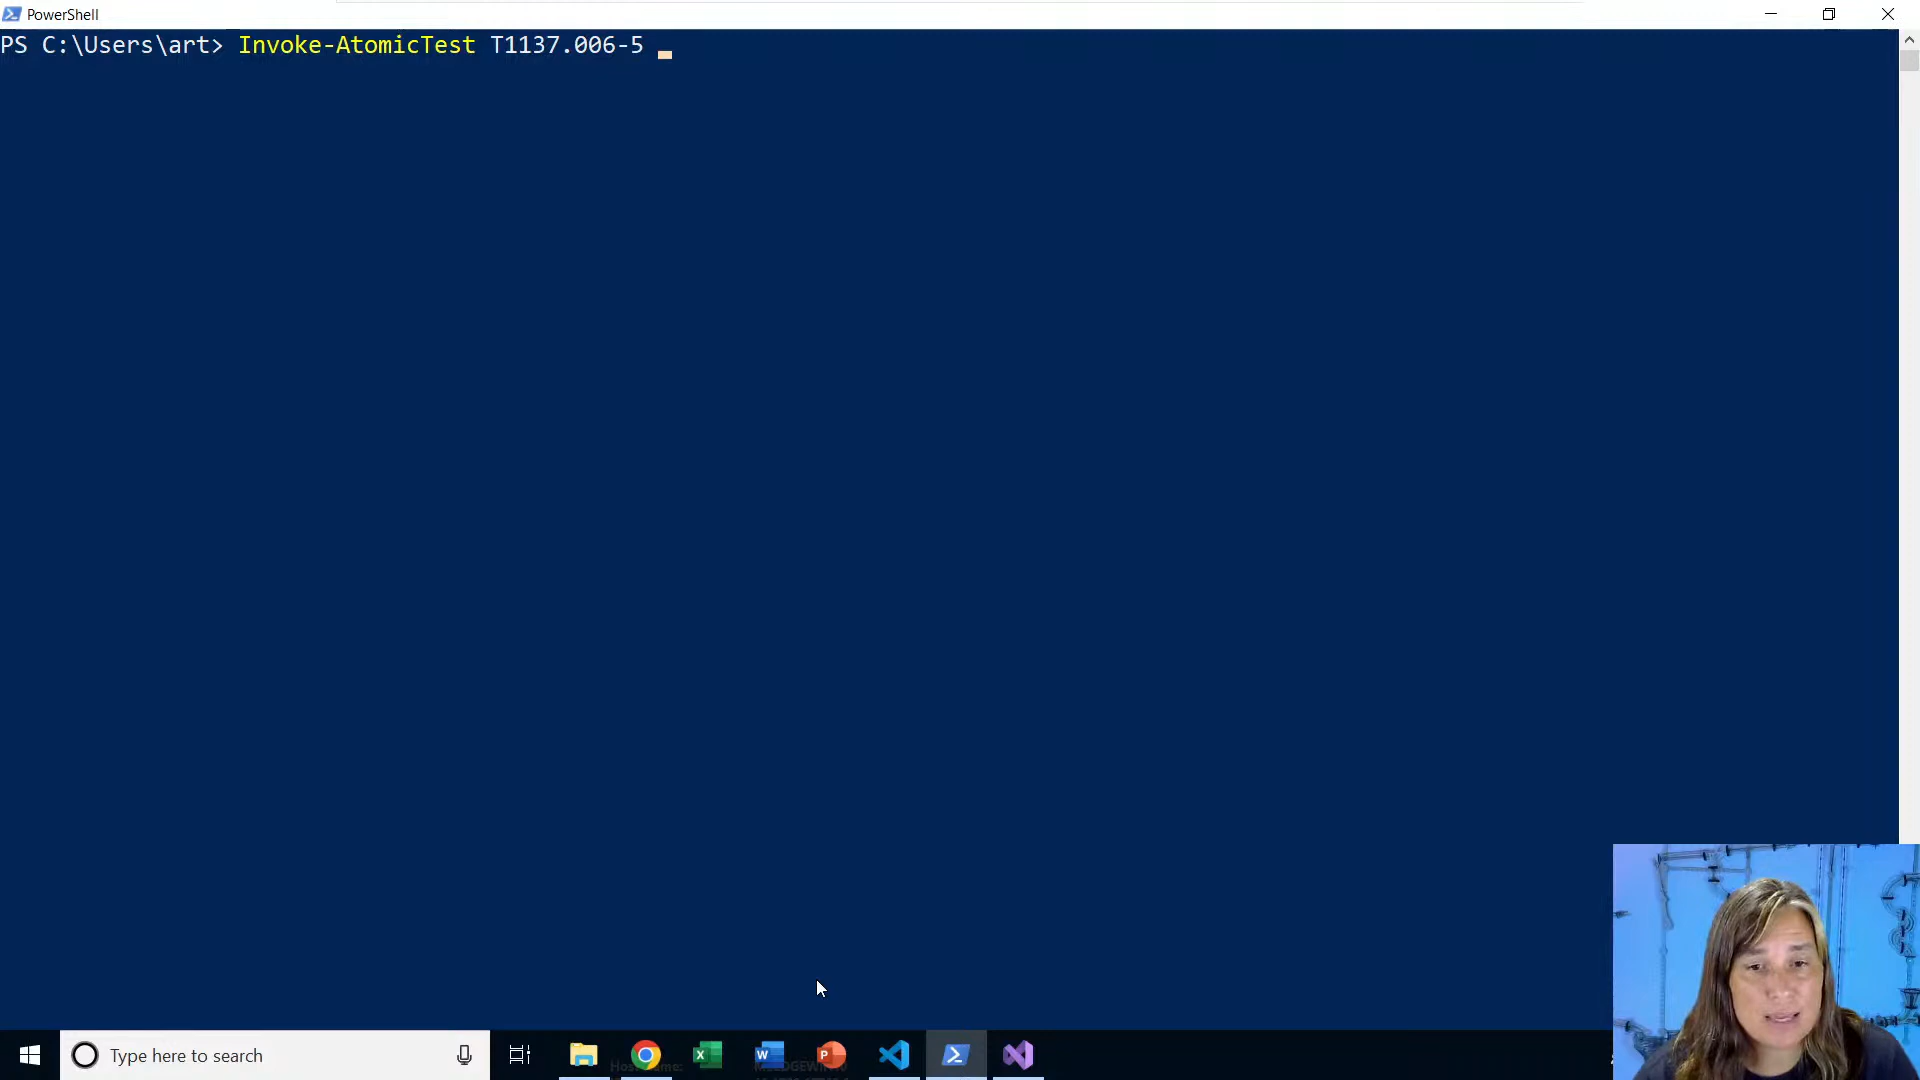 PowerShell
PS C:\Users\art> Invoke-AtomicTest T1137.006-5
Type here to search